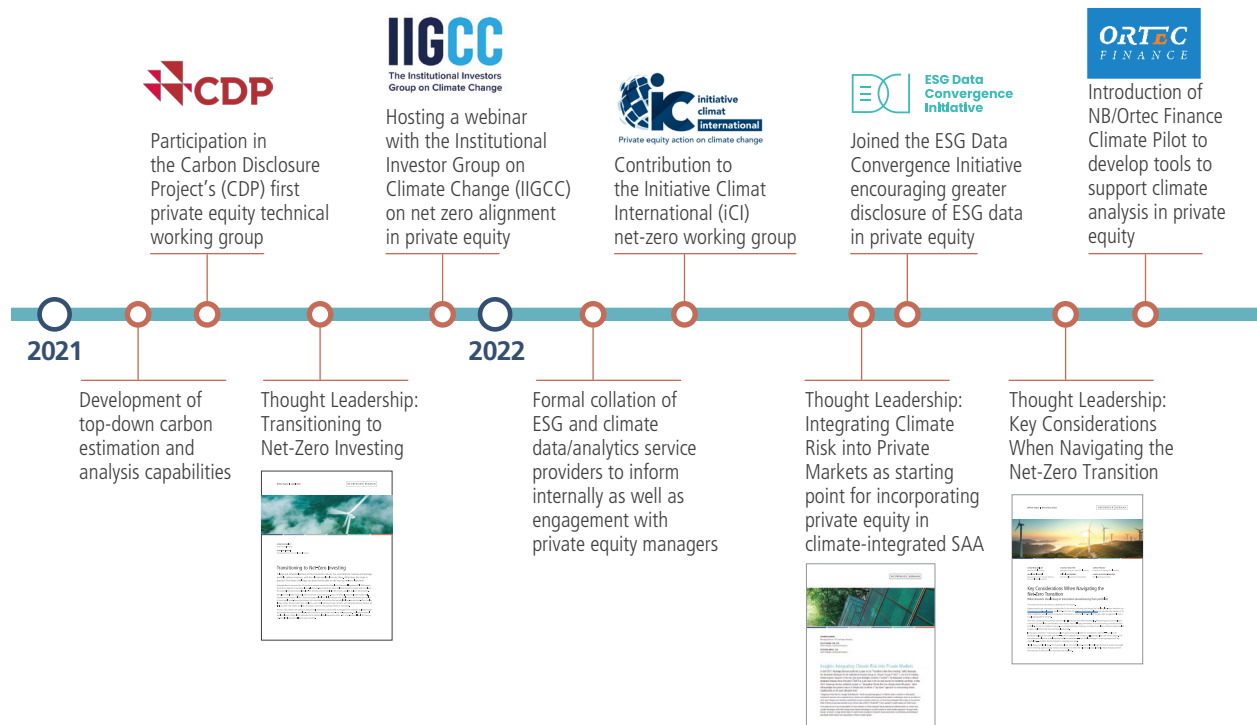 CDP
Participation in
the Carbon Disclosure
Project's (CDP) first
private equity technical
working group
IIGCC
The Institutional Investors
Group on Climate Change
Hosting a webinar
with the Institutional
Investor Group on
Climate Change (IIGCC)
on net zero alignment
in private equity
iC
initiative
climat
international
Private equity action on climate change
Contribution to
the Initiative Climat
International (iCI)
net-zero working group
ESG Data
Convergence
Initiative
Joined the ESG Data
Convergence Initiative
encouraging greater
disclosure of ESG data
in private equity
ORTEC
FINANCE
Introduction of
NB/Ortec Finance
Climate Pilot to
develop tools to
support climate
analysis in private
equity
2021
2022
Development of
top-down carbon
estimation and
analysis capabilities
Thought Leadership:
Transitioning to
Net-Zero Investing
Transitioning to Net-Zero Investing
Formal collation of
ESG and climate
data/analytics service
providers to inform
internally as well as
engagement with
private equity managers
Thought Leadership:
Integrating Climate
Risk into Private
Markets as starting
point for incorporating
private equity in
climate-integrated SAA
Insights: Integrating Climate Risk into Private Markets
Thought Leadership:
Key Considerations
When Navigating the
Net-Zero Transition
Key Considerations When Navigating the
Net-Zero Transition